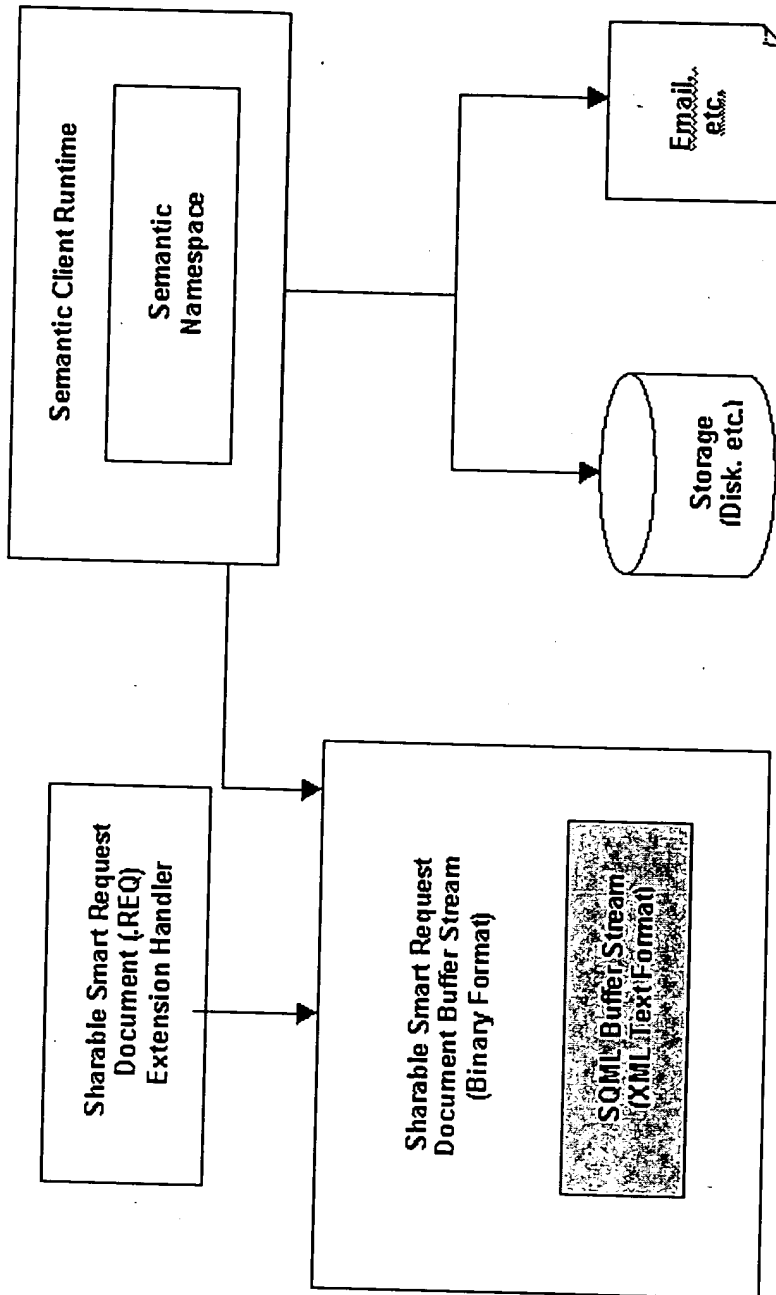 Sharable Smart Request
Document (.REQ)
Extension Handler
Semantic Client Runtime
Semantic
Namespace
Sharable Smart Request
Document Buffer Stream
(Binary Format)
SQML Buffer Stream
(XML Text Format)
Storage
(Disk. etc.)
Email,
etc.